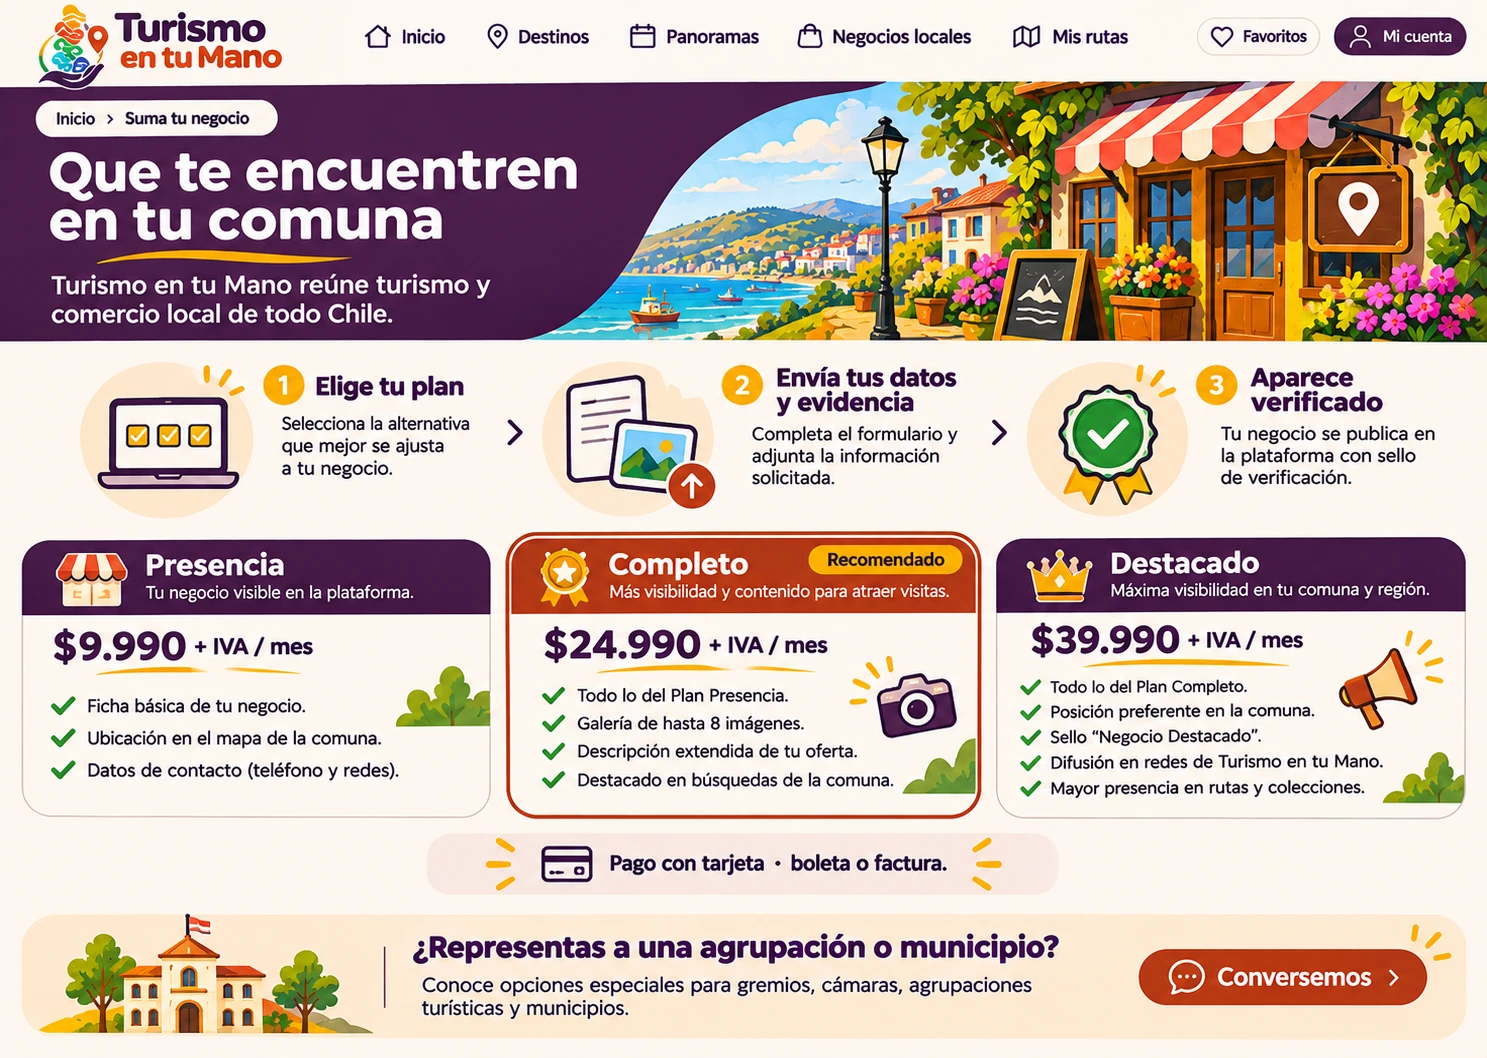 Turismo
en tu Mano
Inicio
Destinos
Panoramas
Negocios locales
Mis rutas
Favoritos
Mi cuenta
Inicio > Suma tu negocio
Que te encuentren
en tu comuna
Turismo en tu Mano reúne turismo y
comercio local de todo Chile.
1 Elige tu plan
Selecciona la alternativa
que mejor se ajusta
a tu negocio.
2 Envía tus datos
y evidencia
Completa el formulario y
adjunta la información
solicitada.
3 Aparece
verificado
Tu negocio se publica en
la plataforma con sello
de verificación.
Presencia
Tu negocio visible en la plataforma.
$9.990 + IVA / mes
Ficha básica de tu negocio.
Ubicación en el mapa de la comuna.
Datos de contacto (teléfono y redes).
Completo
Recomendado
Más visibilidad y contenido para atraer visitas.
$24.990 + IVA / mes
Todo lo del Plan Presencia.
Galería de hasta 8 imágenes.
Descripción extendida de tu oferta.
Destacado en búsquedas de la comuna.
Destacado
Máxima visibilidad en tu comuna y región.
$39.990 + IVA / mes
Todo lo del Plan Completo.
Posición preferente en la comuna.
Sello “Negocio Destacado”.
Difusión en redes de Turismo en tu Mano.
Mayor presencia en rutas y colecciones.
Pago con tarjeta · boleta o factura.
¿Representas a una agrupación o municipio?
Conoce opciones especiales para gremios, cámaras, agrupaciones
turísticas y municipios.
Conversemos >